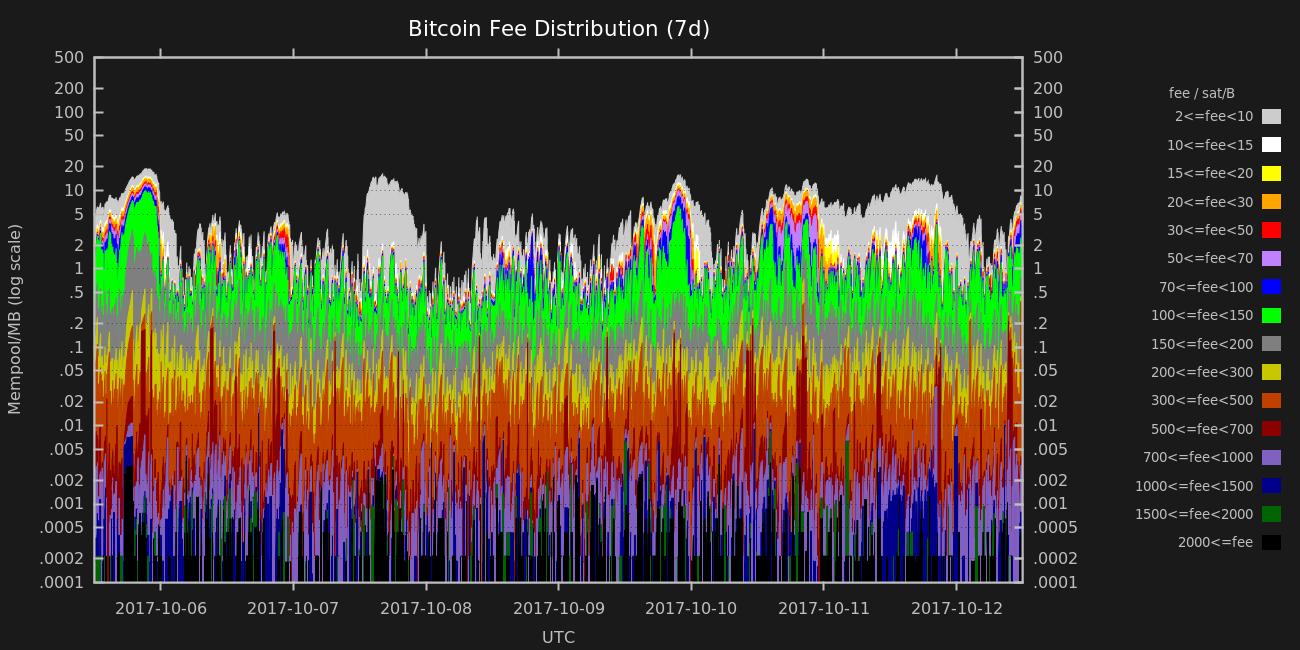 Bitcoin Fee Distribution (7d)
Mempool/MB (log scale)
500
200
100
50
20
10
5
2
1
.5
.2
.1
.05
.02
.01
.005
.002
.001
.0005
.0002
.0001
500
200
100
50
20
10
5
2
1
.5
.2
.1
.05
.02
.01
.005
.002
.001
.0005
.0002
.0001
2017-10-06 2017-10-07 2017-10-08 2017-10-09 2017-10-10 2017-10-11 2017-10-12
UTC
fee / sat/B
2<=fee<10
10<=fee<15
15<=fee<20
20<=fee<30
30<=fee<50
50<=fee<70
70<=fee<100
100<=fee<150
150<=fee<200
200<=fee<300
300<=fee<500
500<=fee<700
700<=fee<1000
1000<=fee<1500
1500<=fee<2000
2000<=fee